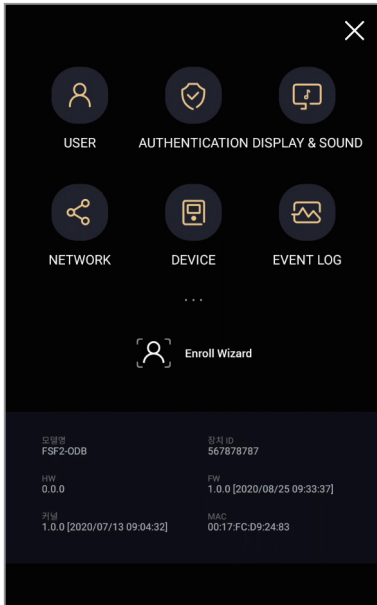 USER
AUTHENTICATION
DISPLAY & SOUND
NETWORK
DEVICE
EVENT LOG
...
Enroll Wizard
모델명
FSF2-ODB
장치 ID
567878787
HW
0.0.0
FW
1.0.0 [2020/08/25 09:33:37]
커널
1.0.0 [2020/07/13 09:04:32]
MAC
00:17:FC:D9:24:83